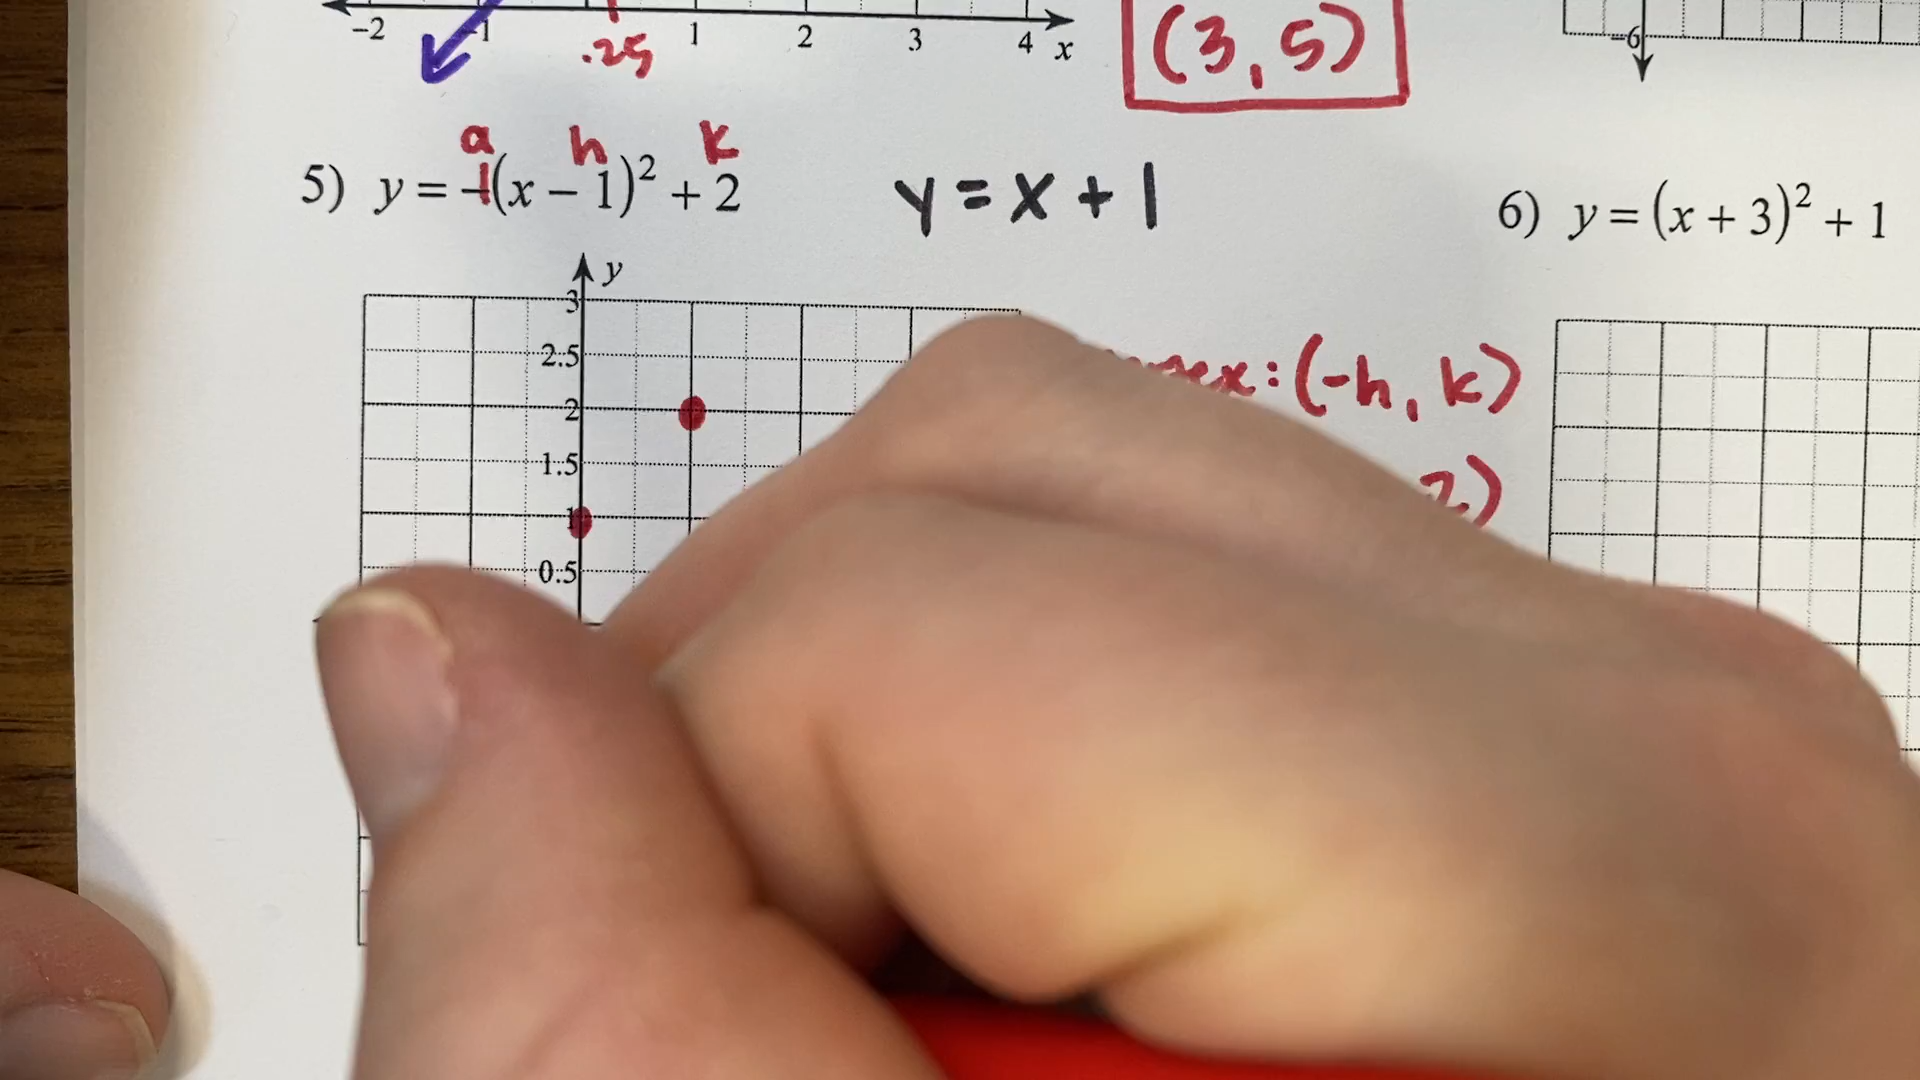 -2 -1 1 2 3 4 x
.25
(3, 5)
-6
a h k
5) y = -1(x - 1)² + 2
y = x + 1
6) y = (x + 3)² + 1
y
3
2.5
2
1.5
1
0.5
: (-h, k)
2)